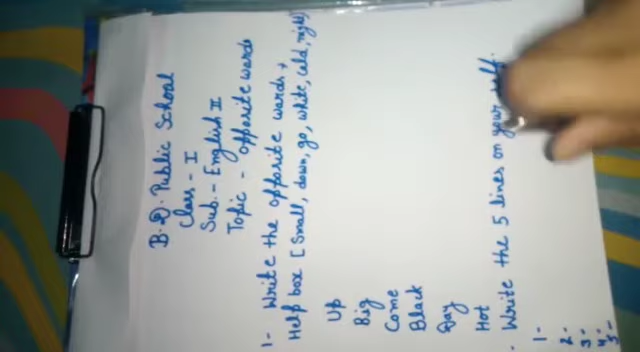 B.D. Public School
Class - I
Sub. - English II
Topic - opposite words
1- Write the opposite words →
Help box [ Small, down, go, white, cold, night]
Up
Big
Come
Black
Day
Hot
- Write the 5 lines on your self.
1-
2-
3-
4-
5-